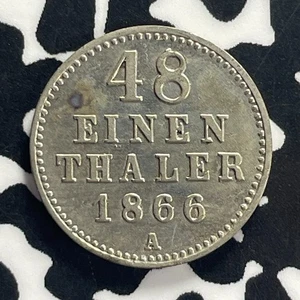 48
EINEN
THALER
1866
A